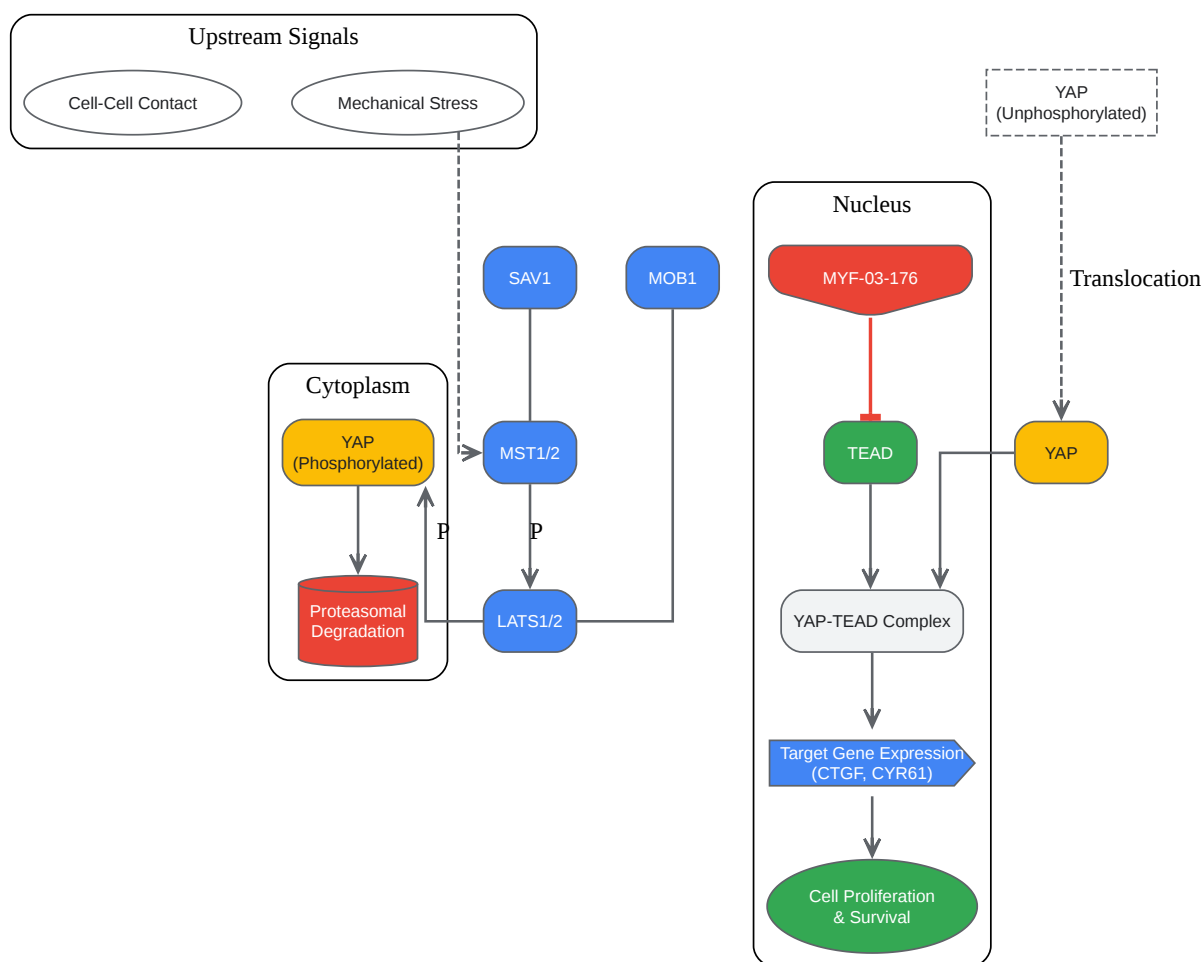 Upstream Signals
Cell-Cell Contact
Mechanical Stress
YAP
(Unphosphorylated)
Nucleus
SAV1
MOB1
MYF-03-176
Translocation
Cytoplasm
YAP
(Phosphorylated)
MST1/2
TEAD
YAP
P
P
Proteasomal
Degradation
LATS1/2
YAP-TEAD Complex
Target Gene Expression
(CTGF, CYR61)
Cell Proliferation
& Survival